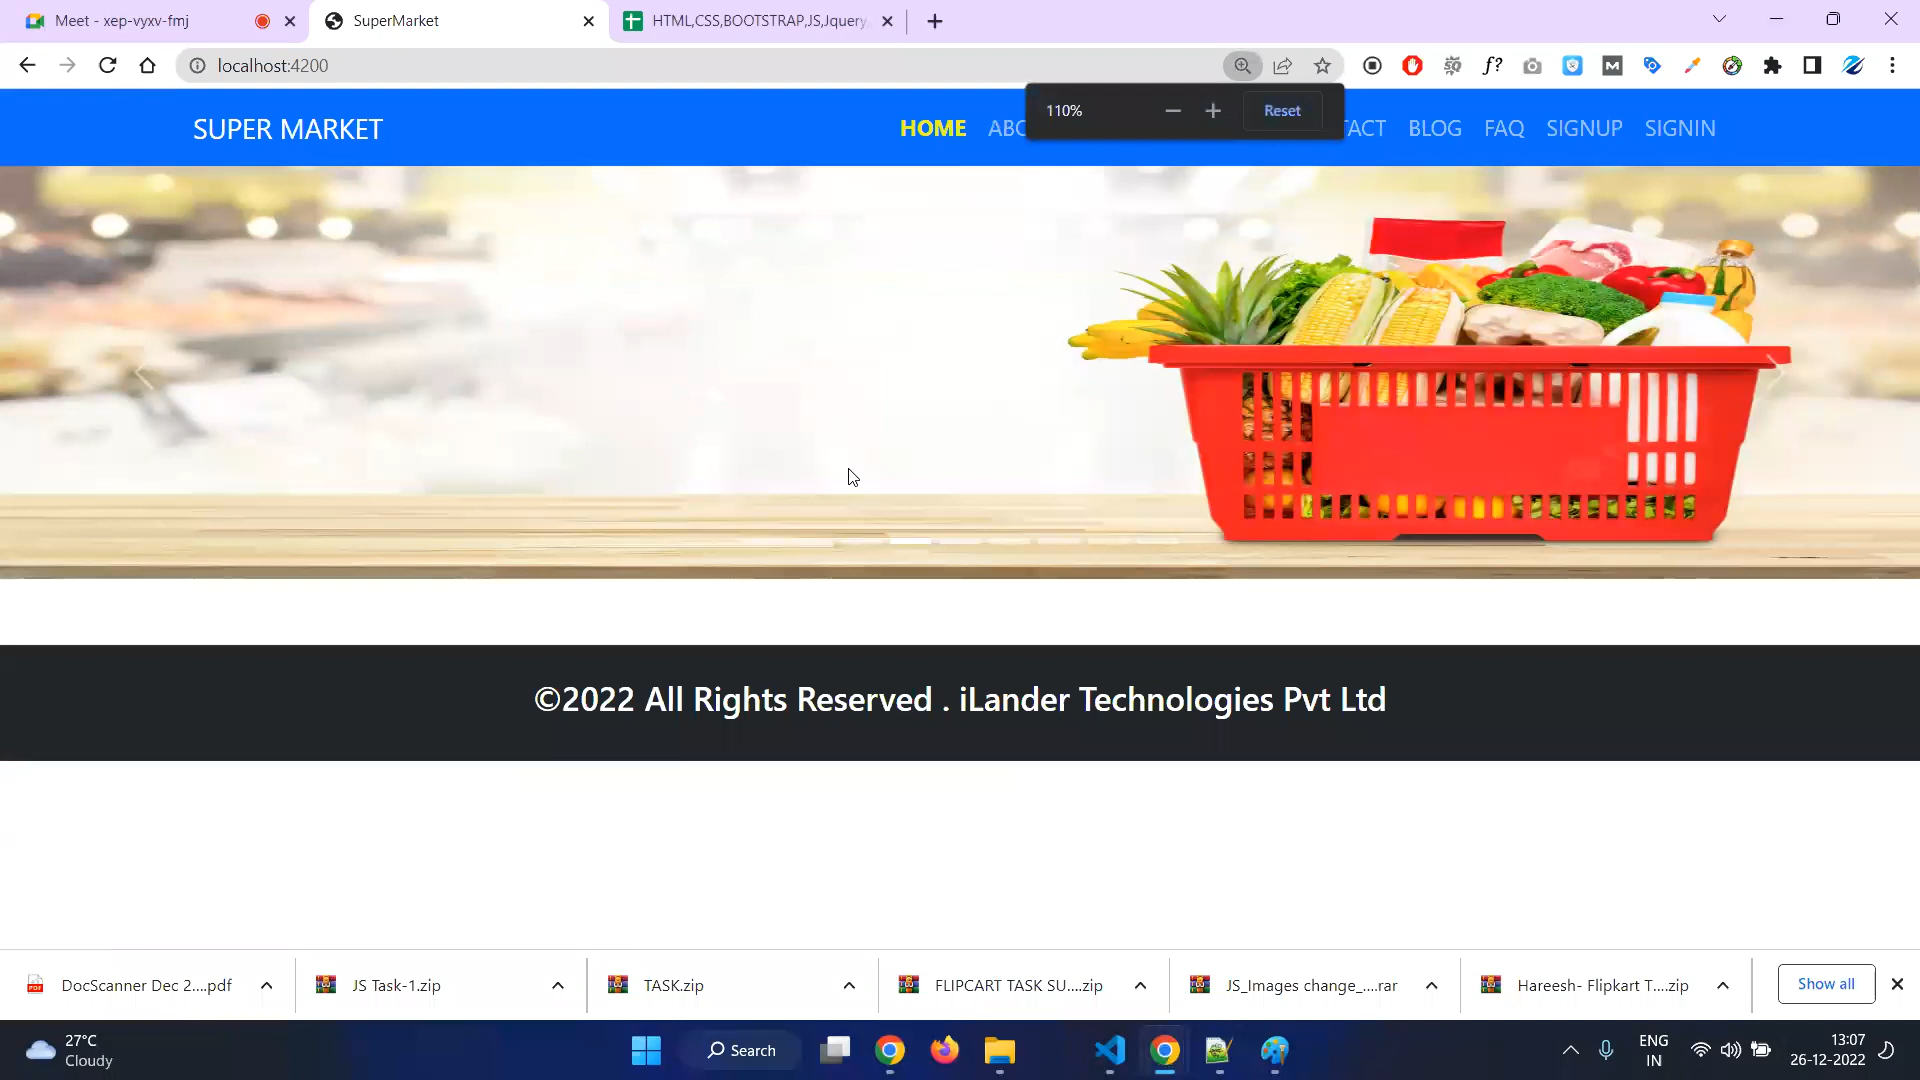 Meet - xep-vyxv-fmj
SuperMarket
HTML,CSS,BOOTSTRAP,JS,Jquery,
localhost:4200
110%
Reset
SUPER MARKET
HOME ABO TACT BLOG FAQ SIGNUP SIGNIN
©2022 All Rights Reserved . iLander Technologies Pvt Ltd
DocScanner Dec 2....pdf
JS Task-1.zip
TASK.zip
FLIPCART TASK SU....zip
JS_Images change_....rar
Hareesh- Flipkart T....zip
Show all
27°C
Cloudy
Search
ENG
IN
13:07
26-12-2022